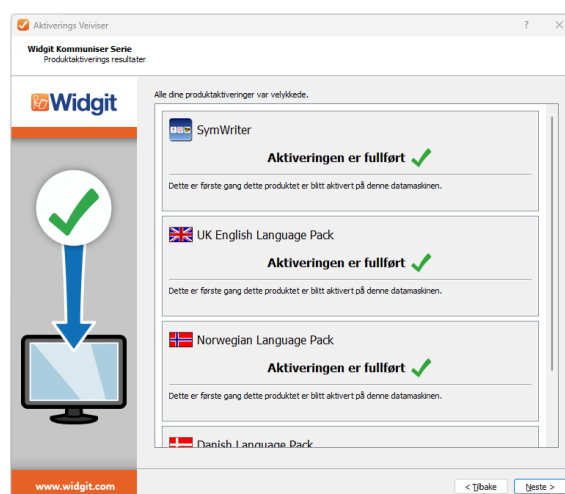 Aktiverings Veiviser
Widgit Kommuniser Serie
Produktaktiverings resultater
Widgit
Alle dine produktaktiveringer var velykkede.
SymWriter
Aktiveringen er fullført
Dette er første gang dette produktet er blitt aktivert på denne datamaskinen.
UK English Language Pack
Aktiveringen er fullført
Dette er første gang dette produktet er blitt aktivert på denne datamaskinen.
Norwegian Language Pack
Aktiveringen er fullført
Dette er første gang dette produktet er blitt aktivert på denne datamaskinen.
Danish Language Pack
www.widgit.com
< Tilbake
Neste >